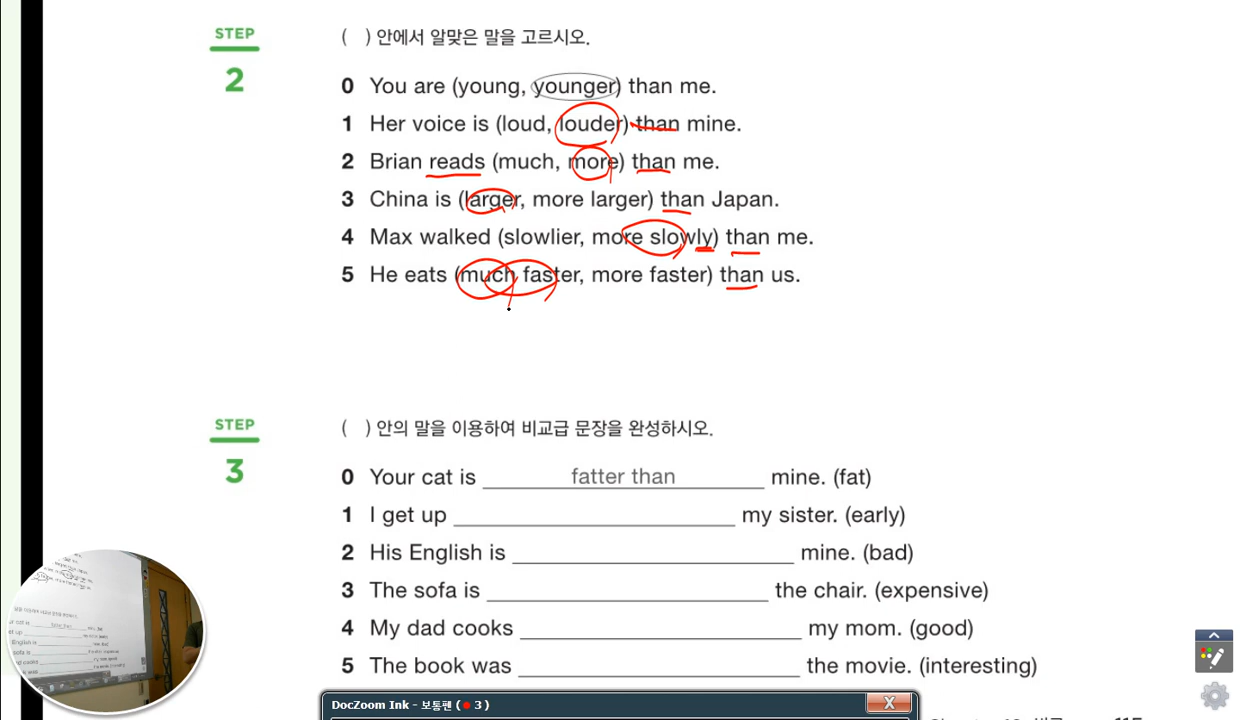 STEP
2
( ) 안에서 알맞은 말을 고르시오.
0 You are (young, younger) than me.
1 Her voice is (loud, louder) than mine.
2 Brian reads (much, more) than me.
3 China is (larger, more larger) than Japan.
4 Max walked (slowlier, more slowly) than me.
5 He eats (much faster, more faster) than us.
STEP
3
( ) 안의 말을 이용하여 비교급 문장을 완성하시오.
0 Your cat is fatter than mine. (fat)
1 I get up my sister. (early)
2 His English is mine. (bad)
3 The sofa is the chair. (expensive)
4 My dad cooks my mom. (good)
5 The book was the movie. (interesting)
DocZoom Ink - 보통펜 ( 3 )
X